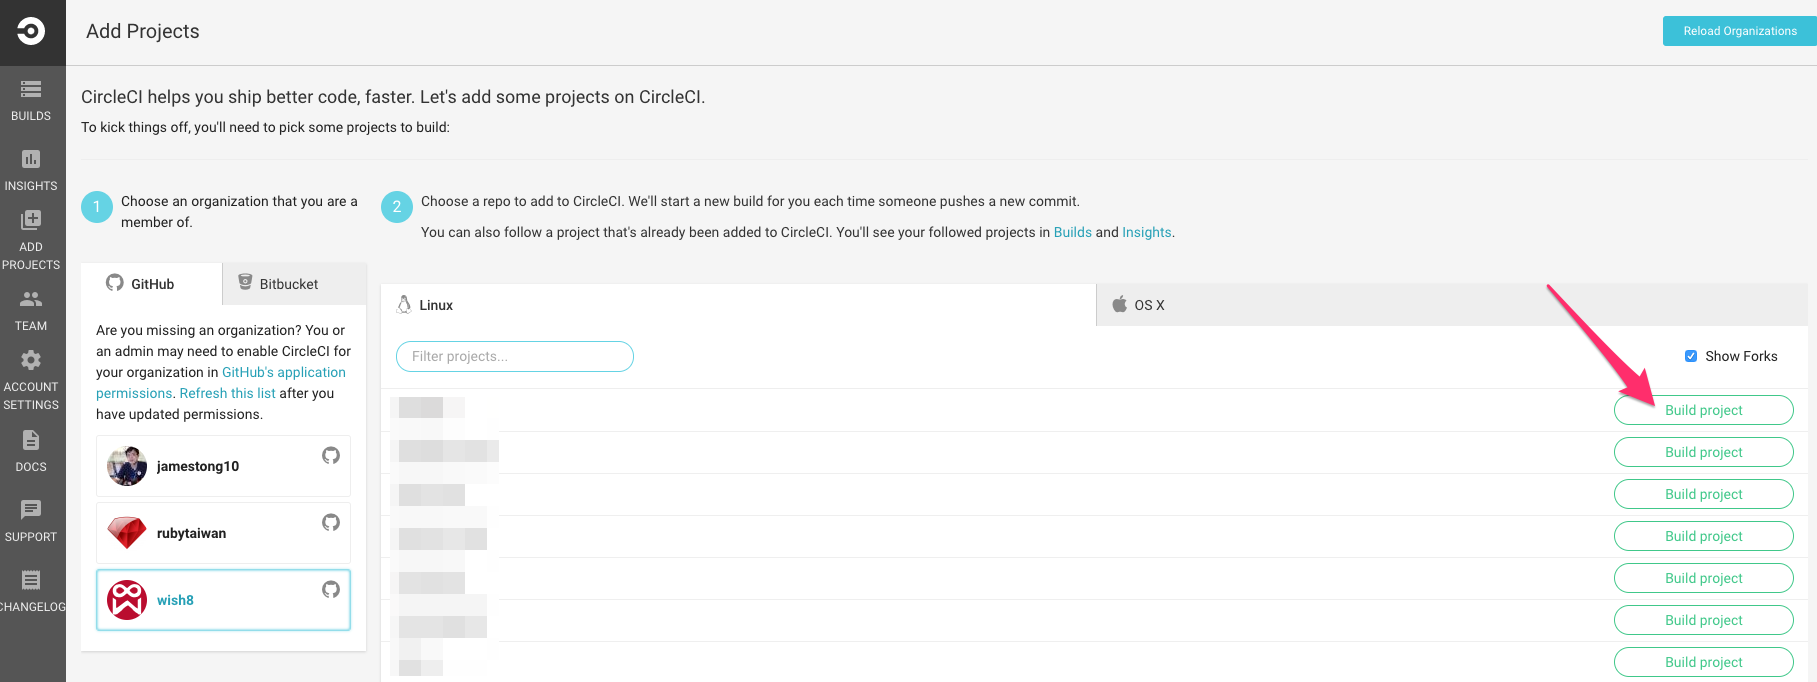 Add Projects
Reload Organizations
BUILDS
INSIGHTS
ADD
PROJECTS
TEAM
ACCOUNT
SETTINGS
DOCS
SUPPORT
CHANGELOG
CircleCI helps you ship better code, faster. Let's add some projects on CircleCI.
To kick things off, you'll need to pick some projects to build:
1
Choose an organization that you are a
member of.
GitHub
Bitbucket
Are you missing an organization? You or
an admin may need to enable CircleCI for
your organization in GitHub's application
permissions. Refresh this list after you
have updated permissions.
jamestong10
rubytaiwan
wish8
2
Choose a repo to add to CircleCI. We'll start a new build for you each time someone pushes a new commit.
You can also follow a project that's already been added to CircleCI. You'll see your followed projects in Builds and Insights.
Linux
OS X
Filter projects...
Show Forks
Build project
Build project
Build project
Build project
Build project
Build project
Build project